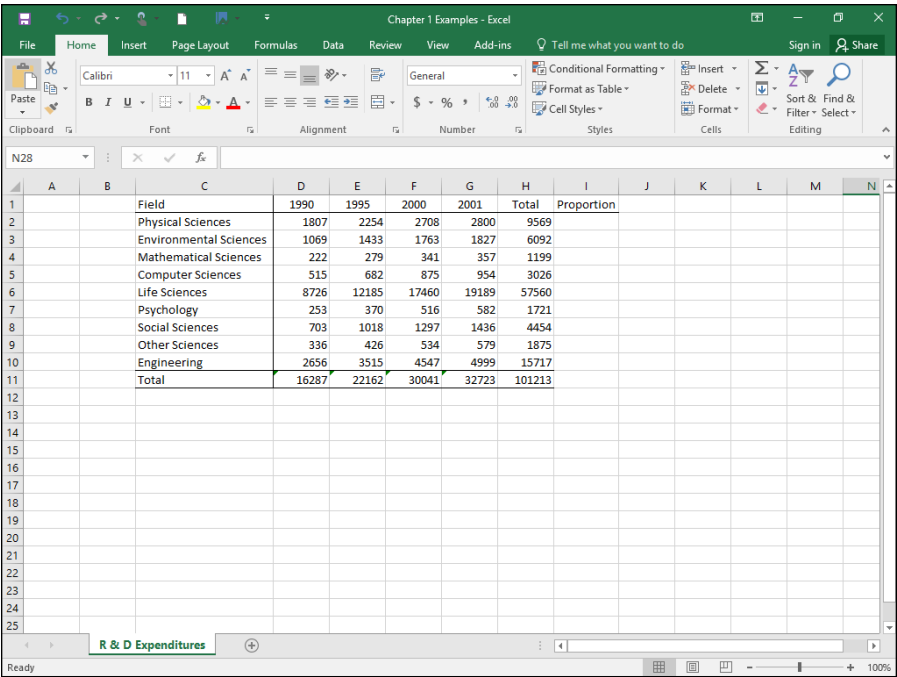 Chapter 1 Examples - Excel
File Home Insert Page Layout Formulas Data Review View Add-ins Tell me what you want to do Sign in Share
Paste
Clipboard
Calibri 11 A A
B I U A
Font
Alignment
General
$ % , .00 .00
Number
Conditional Formatting
Format as Table
Cell Styles
Styles
Insert
Delete
Format
Cells
Σ
A Z
Sort & Filter
Find & Select
Editing
N28 fx
A B C D E F G H I J K L M N
1 Field 1990 1995 2000 2001 Total Proportion
2 Physical Sciences 1807 2254 2708 2800 9569
3 Environmental Sciences 1069 1433 1763 1827 6092
4 Mathematical Sciences 222 279 341 357 1199
5 Computer Sciences 515 682 875 954 3026
6 Life Sciences 8726 12185 17460 19189 57560
7 Psychology 253 370 516 582 1721
8 Social Sciences 703 1018 1297 1436 4454
9 Other Sciences 336 426 534 579 1875
10 Engineering 2656 3515 4547 4999 15717
11 Total 16287 22162 30041 32723 101213
12
13
14
15
16
17
18
19
20
21
22
23
24
25
R & D Expenditures
Ready 100%